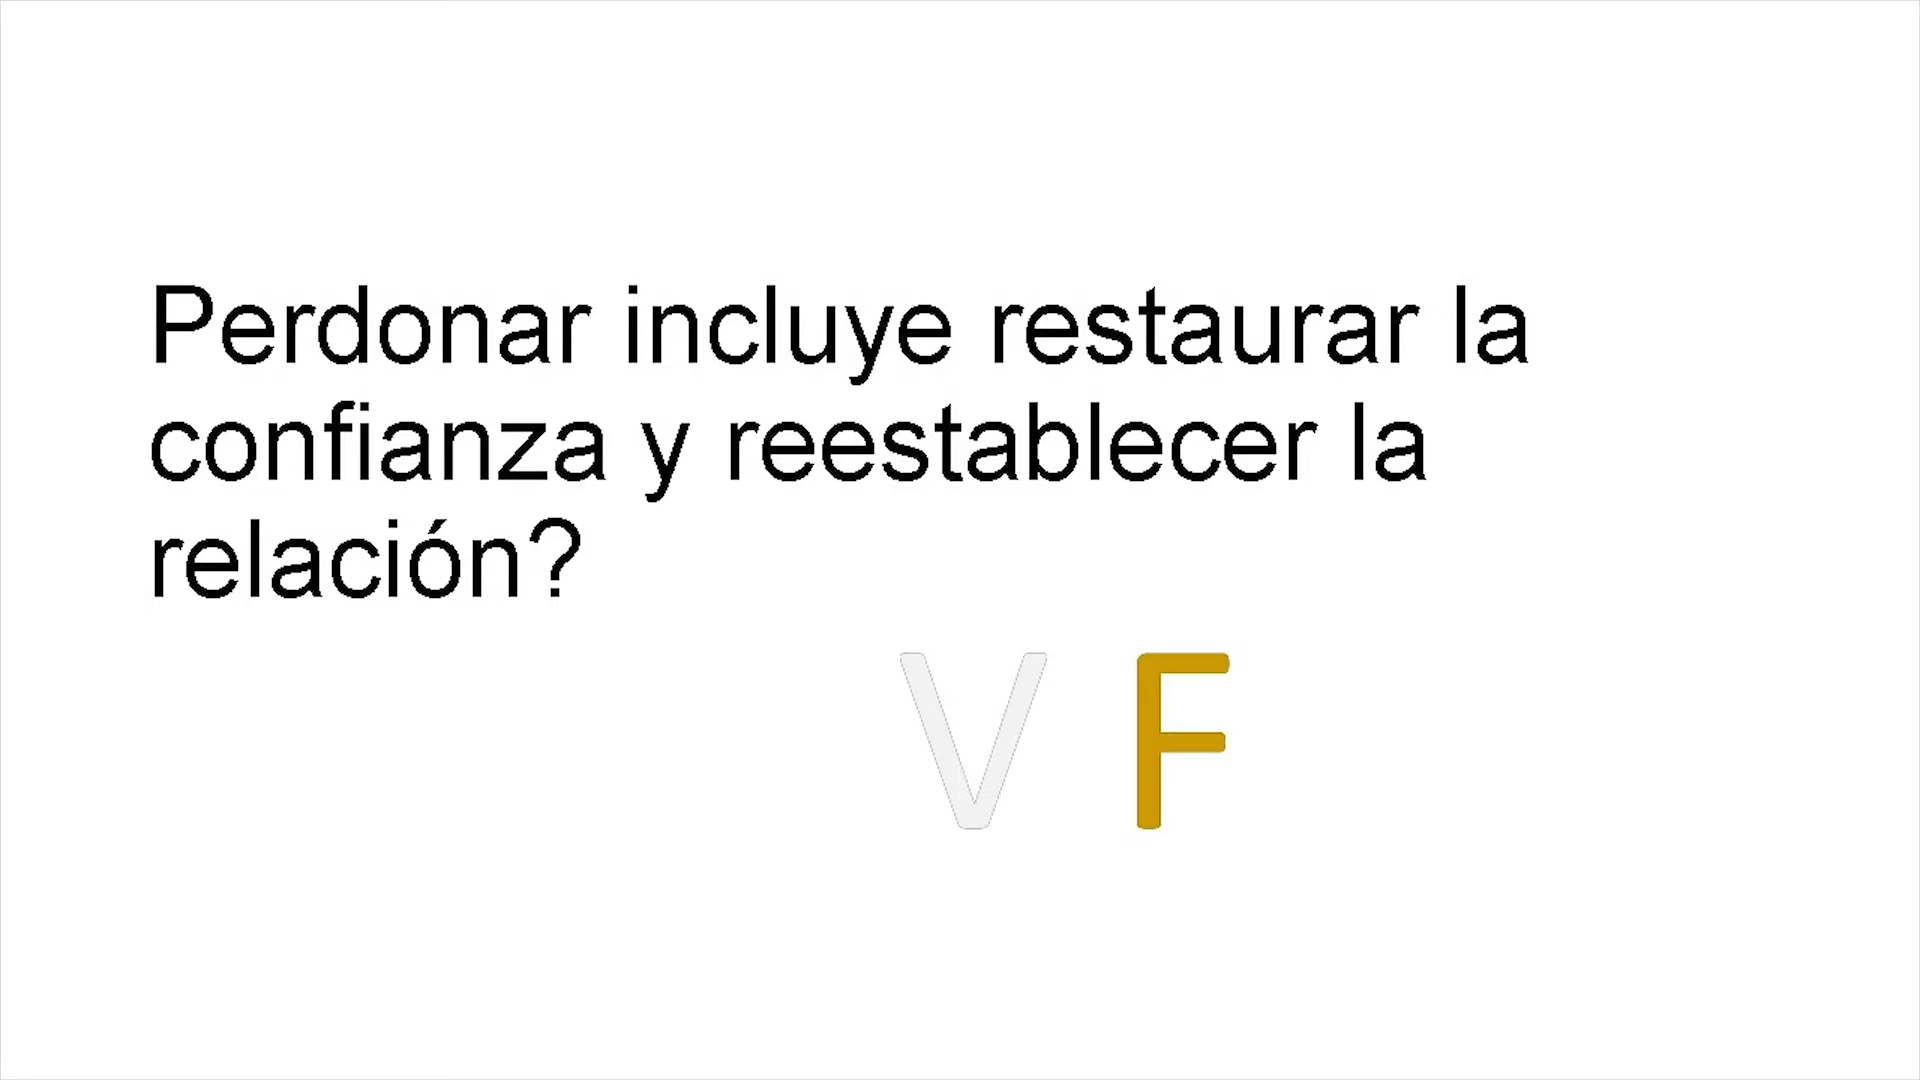 Perdonar incluye restaurar la
confianza y reestablecer la
relación?
V F